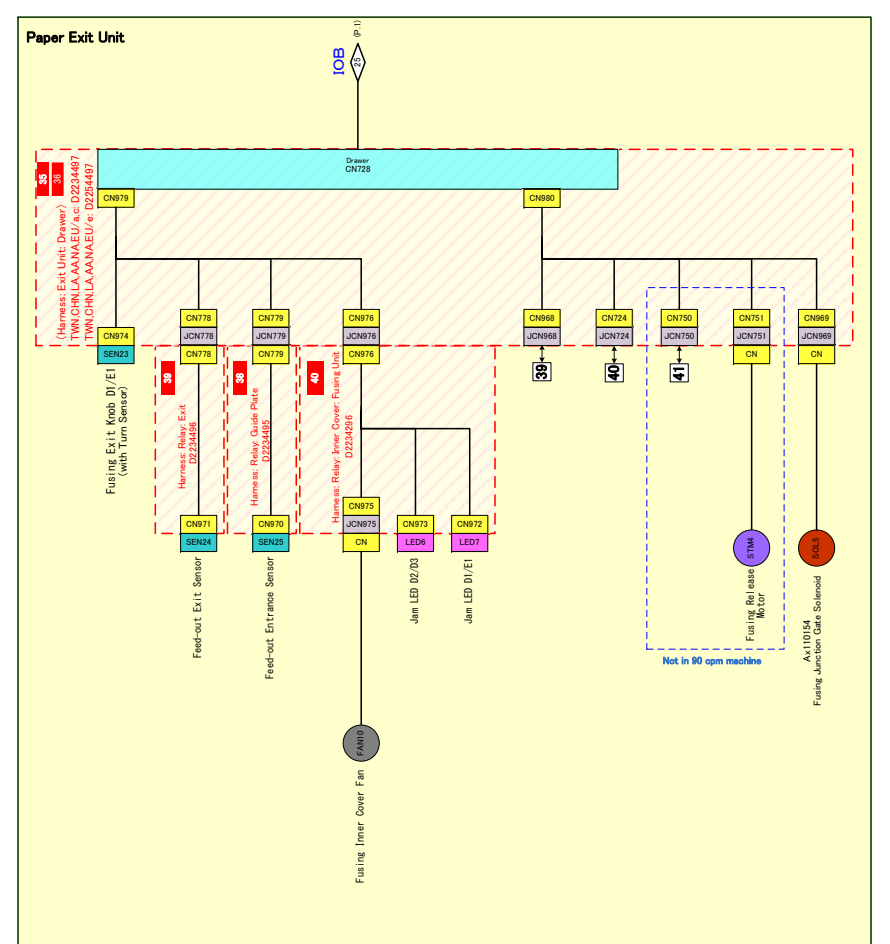 Paper Exit Unit
IOB
25
(P.1)
Drawer
CN728
35
36
(Harness: Exit Unit: Drawer)
TWN,CHN,LA,AA,NA,EU/a,c: D2234497
TWN,CHN,LA,AA,NA,EU/e: D2254497
CN979
CN980
CN974
SEN23
CN778
JCN778
CN778
CN779
JCN779
CN779
CN976
JCN976
CN976
CN968
JCN968
CN724
JCN724
CN750
JCN750
CN751
JCN751
CN
CN969
JCN969
CN
39
40
41
Fusing Exit Knob D1/E1
(with Turn Sensor)
39
Harness: Relay: Exit
D2234496
38
Harness: Relay: Guide Plate
D2234495
40
Harness: Relay: Inner Cover: Fusing Unit
D2234296
CN971
SEN24
CN970
SEN25
CN975
JCN975
CN
CN973
LED6
CN972
LED7
STM4
SOL5
Feed-out Exit Sensor
Feed-out Entrance Sensor
Jam LED D2/D3
Jam LED D1/E1
Fusing Release
Motor
Ax110154
Fusing Junction Gate Solenoid
Not in 90 cpm machine
FAN10
Fusing Inner Cover Fan